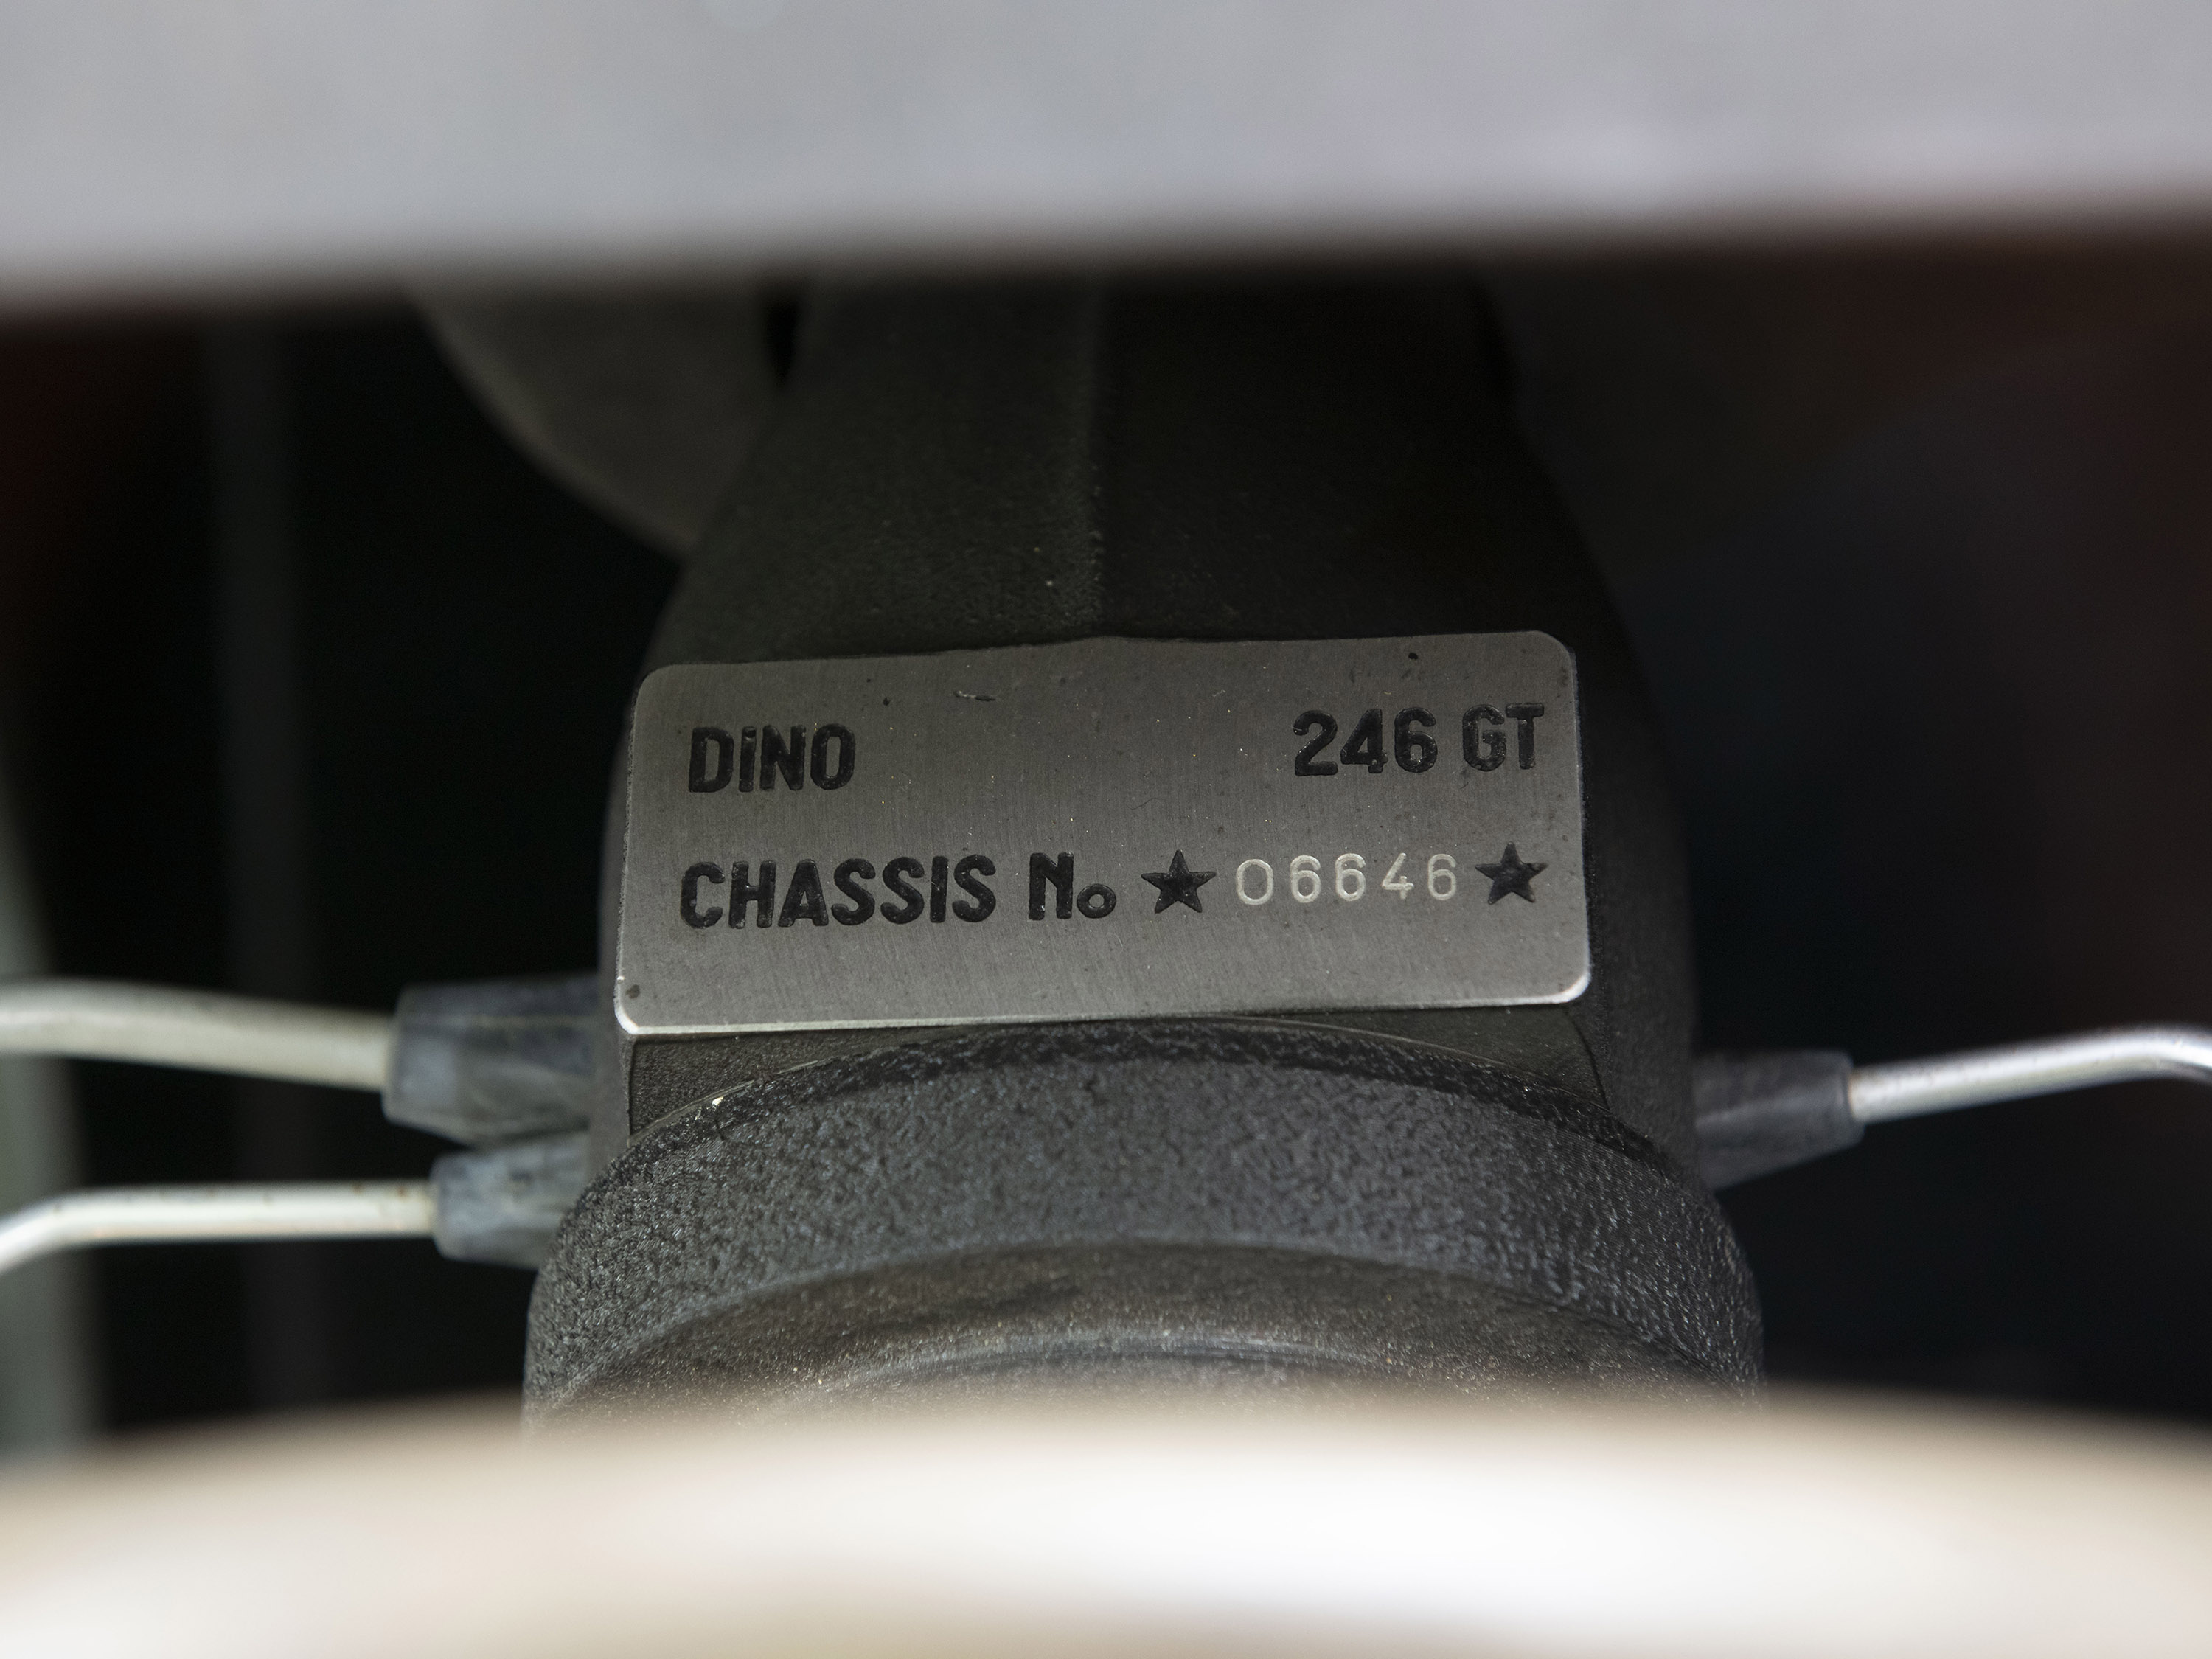 DINO 246 GT
CHASSIS No ★ 06646 ★